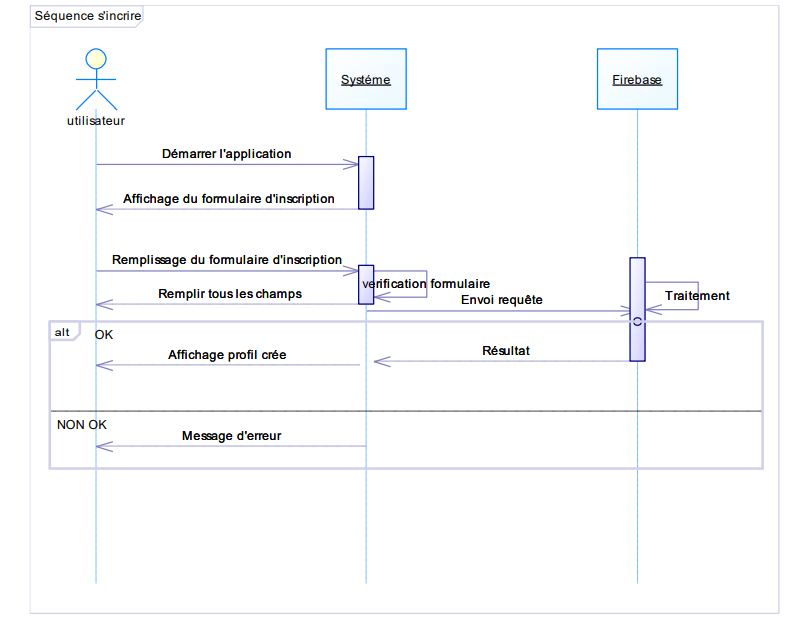 Séquence s'incrire
Systéme
Firebase
utilisateur
Démarrer l'application
Affichage du formulaire d'inscription
Remplissage du formulaire d'inscription
verification formulaire
Remplir tous les champs
Envoi requête
Traitement
alt
OK
Résultat
Affichage profil crée
NON OK
Message d'erreur